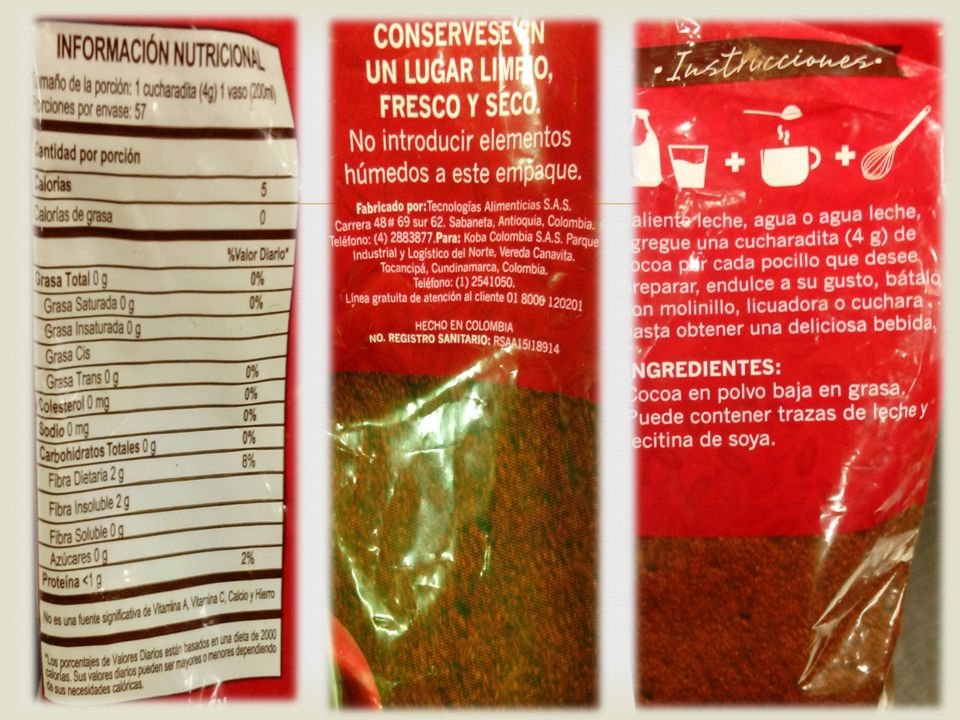 INFORMACIÓN NUTRICIONAL
maño de la porción: 1 cucharadita (4g) 1 vaso (200ml)
rciones por envase: 57
antidad por porción
alorías 5
Calorías de grasa 0
%Valor Diario*
Grasa Total 0 g 0%
Grasa Saturada 0 g 0%
Grasa Insaturada 0 g
Grasa Cis
Grasa Trans 0 g 0%
Colesterol 0 mg 0%
Sodio 0 mg 0%
Carbohidratos Totales 0 g 0%
Fibra Dietaria 2 g 8%
Fibra Insoluble 2 g
Fibra Soluble 0 g
Azúcares 0 g
Proteína <1 g 2%
No es una fuente significativa de Vitamina A, Vitamina C, Calcio y Hierro
*Los porcentajes de Valores Diarios están basados en una dieta de 2000
calorías. Sus valores diarios pueden ser mayores o menores dependiendo
de sus necesidades calóricas.
CONSERVESE EN
UN LUGAR LIMPIO,
FRESCO Y SECO.
No introducir elementos
húmedos a este empaque.
Fabricado por:Tecnologías Alimenticias S.A.S.
Carrera 48# 69 sur 62. Sabaneta, Antioquia, Colombia.
Teléfono: (4) 2883877.Para: Koba Colombia S.A.S. Parque
Industrial y Logístico del Norte, Vereda Canavita.
Tocancipá, Cundinamarca, Colombia.
Teléfono: (1) 2541050.
Línea gratuita de atención al cliente 01 8000 120201
HECHO EN COLOMBIA
NO. REGISTRO SANITARIO: RSAA15I18914
• Instrucciones •
aliente leche, agua o agua leche,
gregue una cucharadita (4 g) de
ocoa por cada pocillo que desee
reparar, endulce a su gusto, bátalo
on molinillo, licuadora o cuchara
asta obtener una deliciosa bebida.
NGREDIENTES:
Cocoa en polvo baja en grasa.
Puede contener trazas de leche y
ecitina de soya.